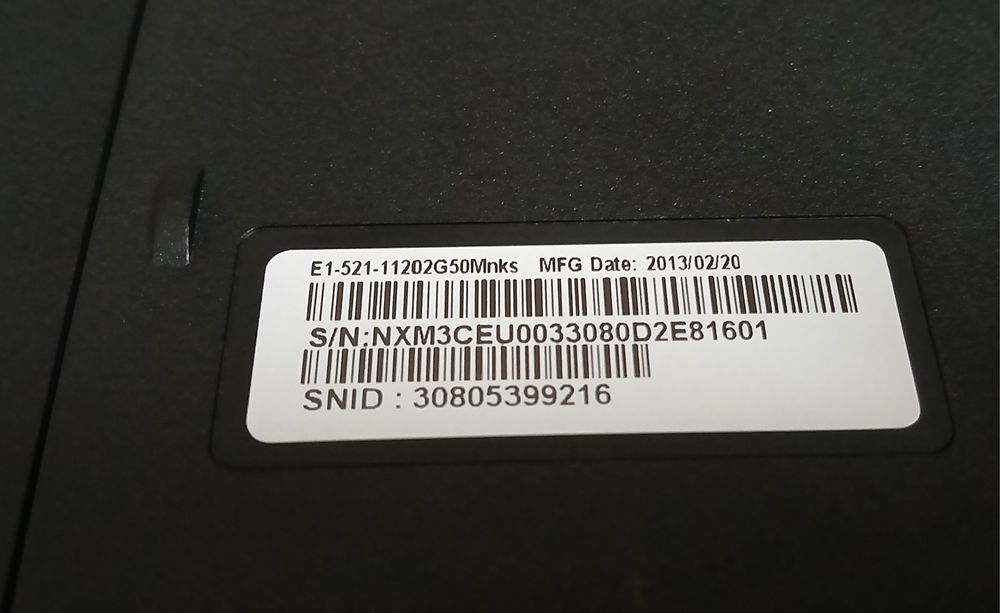 E1-521-11202G50Mnks MFG Date: 2013/02/20
S/N:NXM3CEU0033080D2E81601
SNID : 30805399216